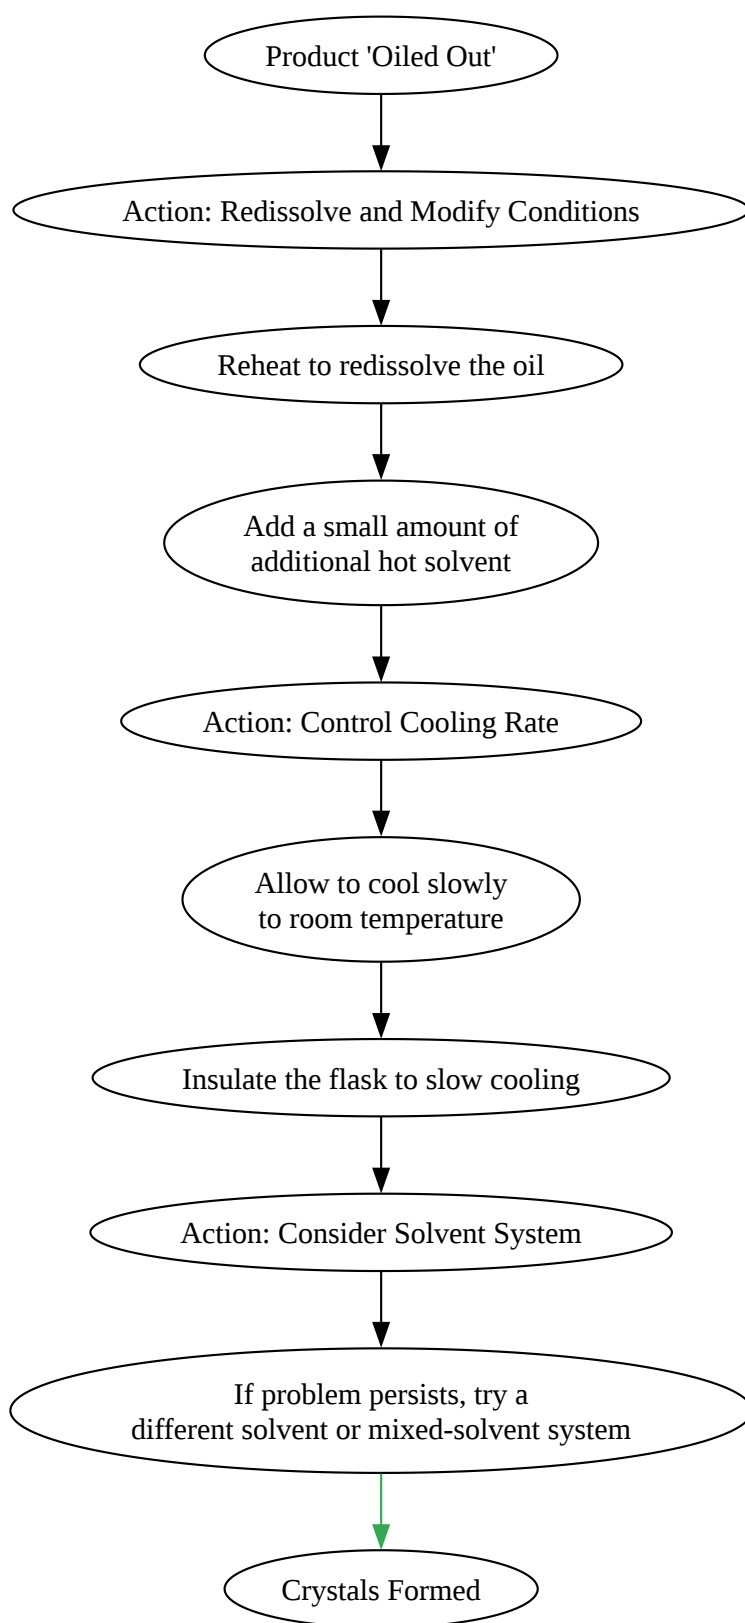 Product 'Oiled Out'
Action: Redissolve and Modify Conditions
Reheat to redissolve the oil
Add a small amount of
additional hot solvent
Action: Control Cooling Rate
Allow to cool slowly
to room temperature
Insulate the flask to slow cooling
Action: Consider Solvent System
If problem persists, try a
different solvent or mixed-solvent system
Crystals Formed